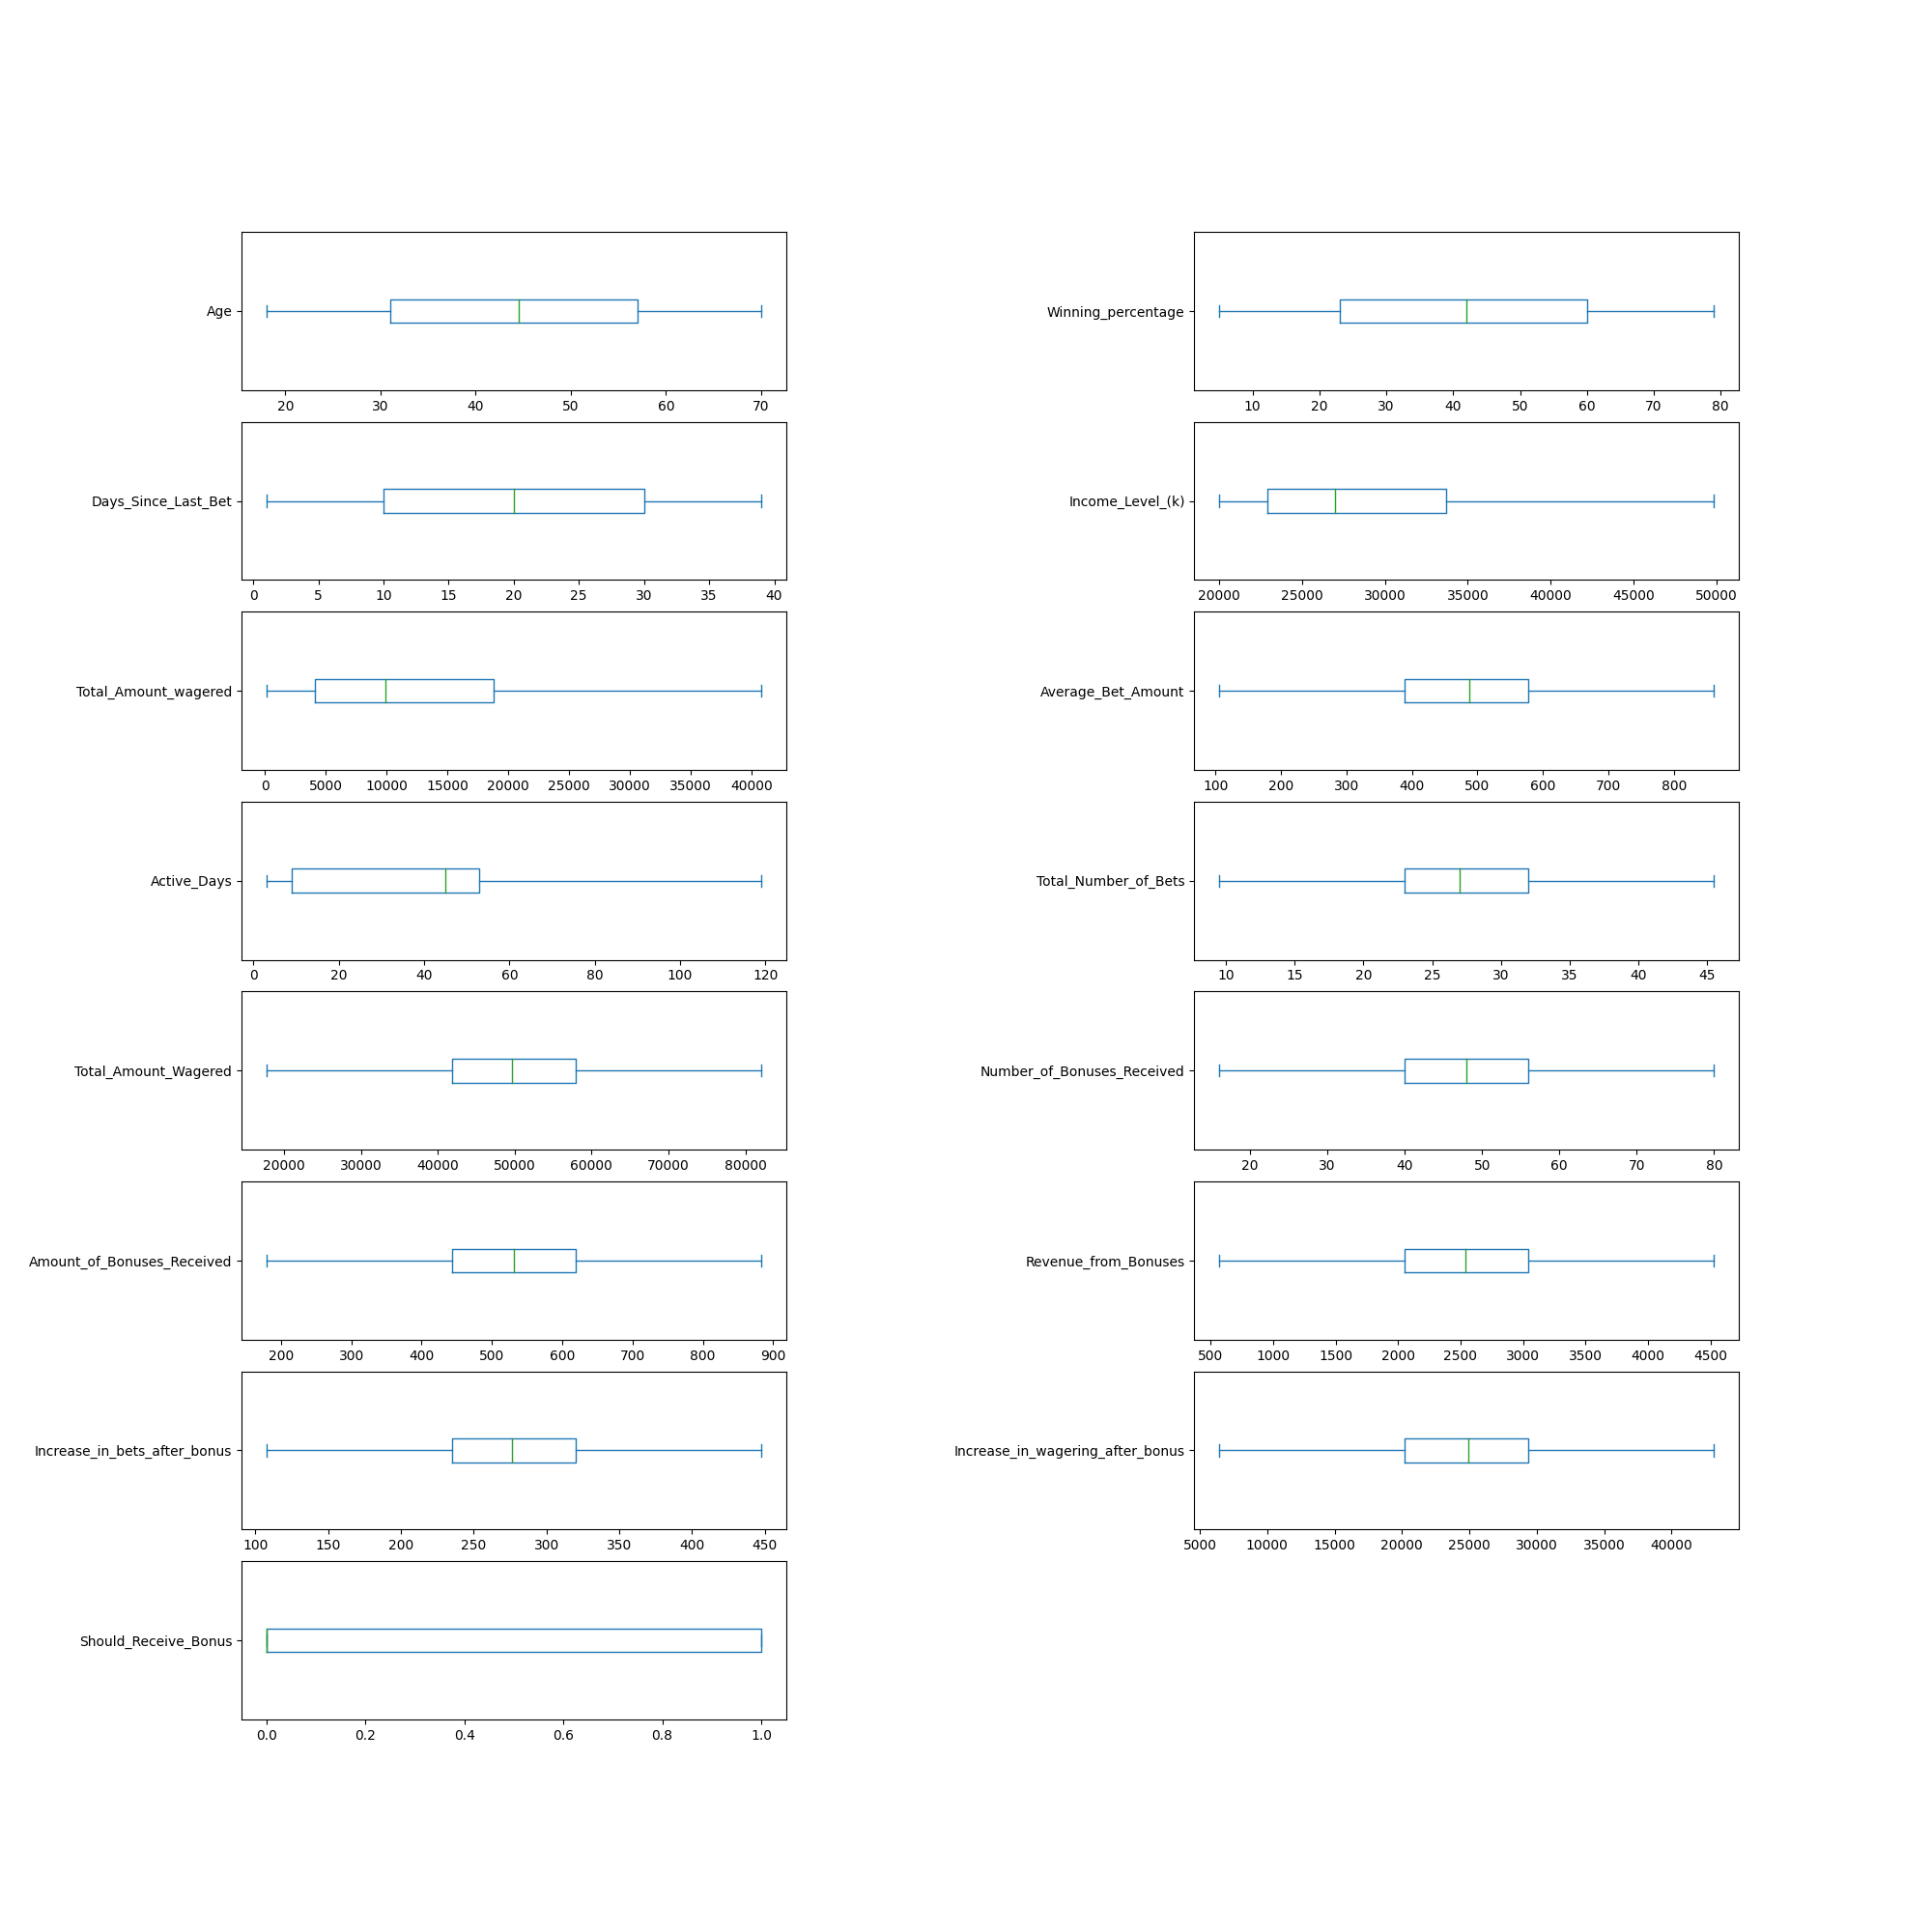 Age
20 30 40 50 60 70
Winning_percentage
10 20 30 40 50 60 70 80
Days_Since_Last_Bet
0 5 10 15 20 25 30 35 40
Income_Level_(k)
20000 25000 30000 35000 40000 45000 50000
Total_Amount_wagered
0 5000 10000 15000 20000 25000 30000 35000 40000
Average_Bet_Amount
100 200 300 400 500 600 700 800
Active_Days
0 20 40 60 80 100 120
Total_Number_of_Bets
10 15 20 25 30 35 40 45
Total_Amount_Wagered
20000 30000 40000 50000 60000 70000 80000
Number_of_Bonuses_Received
20 30 40 50 60 70 80
Amount_of_Bonuses_Received
200 300 400 500 600 700 800 900
Revenue_from_Bonuses
500 1000 1500 2000 2500 3000 3500 4000 4500
Increase_in_bets_after_bonus
100 150 200 250 300 350 400 450
Increase_in_wagering_after_bonus
5000 10000 15000 20000 25000 30000 35000 40000
Should_Receive_Bonus
0.0 0.2 0.4 0.6 0.8 1.0